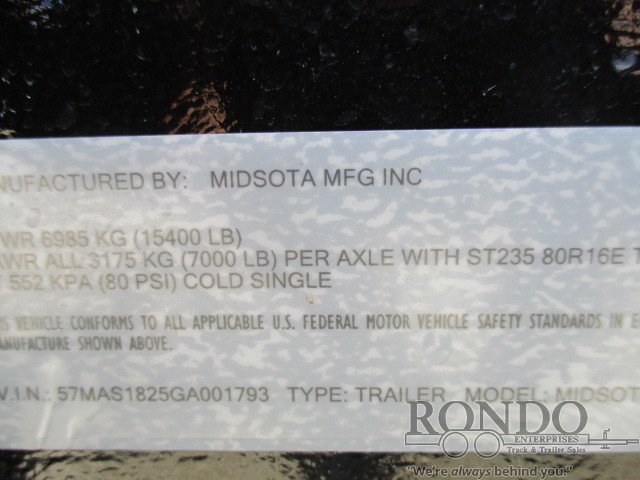 NUFACTURED BY: MIDSOTA MFG INC
WR 6985 KG (15400 LB)
AWR ALL 3175 KG (7000 LB) PER AXLE WITH ST235 80R16E T
552 KPA (80 PSI) COLD SINGLE
IS VEHICLE CONFORMS TO ALL APPLICABLE U.S. FEDERAL MOTOR VEHICLE SAFETY STANDARDS IN E
ANUFACTURE SHOWN ABOVE.
V.I.N.: 57MAS1825GA001793 TYPE: TRAILER MODEL: MIDSOT
RONDO
ENTERPRISES
Truck & Trailer Sales
"We're always behind you."